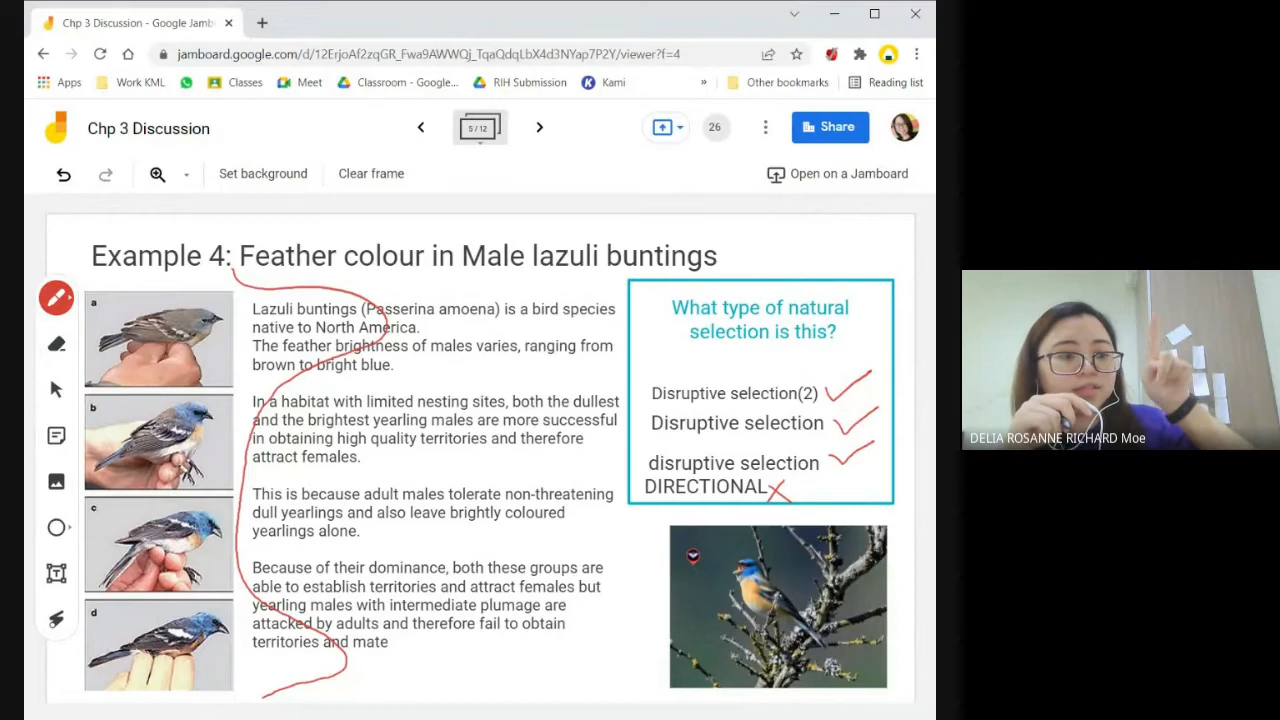 Chp 3 Discussion - Google Jamb
jamboard.google.com/d/12ErjoAf2zqGR_Fwa9AWWQj_TqaQdqLbX4d3NYap7P2Y/viewer?f=4
Apps Work KML Classes Meet Classroom - Google... RIH Submission Kami » Other bookmarks Reading list
Chp 3 Discussion 5 / 12 26 Share
Set background Clear frame Open on a Jamboard
Example 4: Feather colour in Male lazuli buntings
a
b
c
d
Lazuli buntings (Passerina amoena) is a bird species
native to North America.
The feather brightness of males varies, ranging from
brown to bright blue.
In a habitat with limited nesting sites, both the dullest
and the brightest yearling males are more successful
in obtaining high quality territories and therefore
attract females.
This is because adult males tolerate non-threatening
dull yearlings and also leave brightly coloured
yearlings alone.
Because of their dominance, both these groups are
able to establish territories and attract females but
yearling males with intermediate plumage are
attacked by adults and therefore fail to obtain
territories and mate
What type of natural
selection is this?
Disruptive selection(2)
Disruptive selection
disruptive selection
DIRECTIONAL
DELIA ROSANNE RICHARD Moe